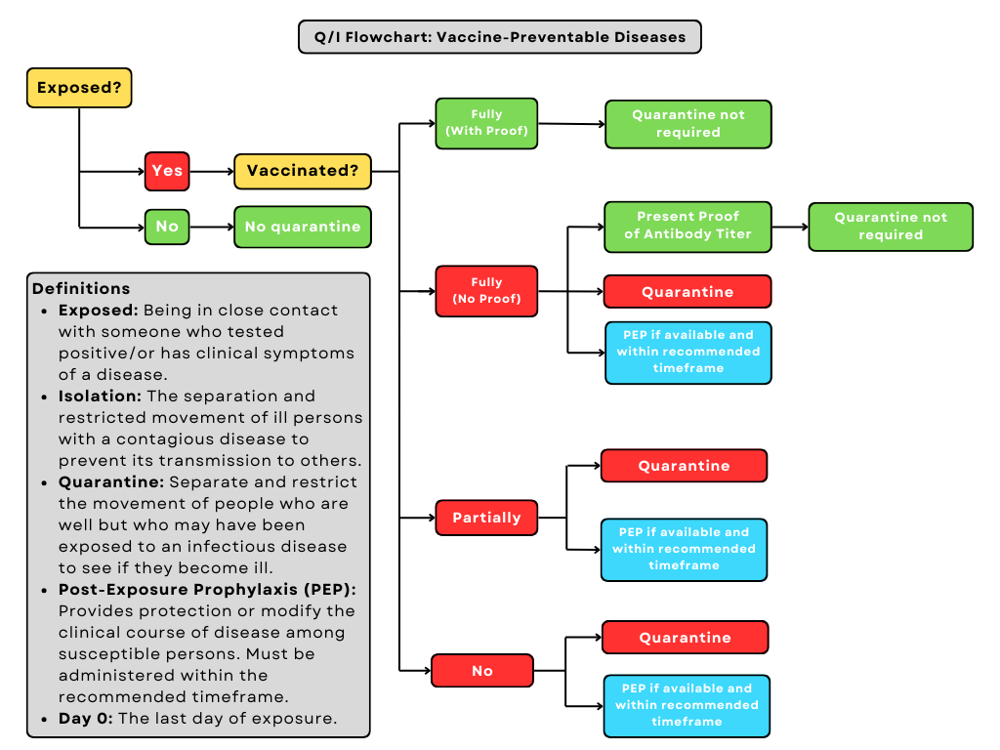 Q/I Flowchart: Vaccine-Preventable Diseases
Exposed?
Yes
Vaccinated?
No
No quarantine
Fully
(With Proof)
Quarantine not
required
Fully
(No Proof)
Present Proof
of Antibody Titer
Quarantine not
required
Quarantine
PEP if available and
within recommended
timeframe
Partially
Quarantine
PEP if available and
within recommended
timeframe
No
Quarantine
PEP if available and
within recommended
timeframe
Definitions
• Exposed: Being in close contact
with someone who tested
positive/or has clinical symptoms
of a disease.
• Isolation: The separation and
restricted movement of ill persons
with a contagious disease to
prevent its transmission to others.
• Quarantine: Separate and restrict
the movement of people who are
well but who may have been
exposed to an infectious disease
to see if they become ill.
• Post-Exposure Prophylaxis (PEP):
Provides protection or modify the
clinical course of disease among
susceptible persons. Must be
administered within the
recommended timeframe.
• Day 0: The last day of exposure.